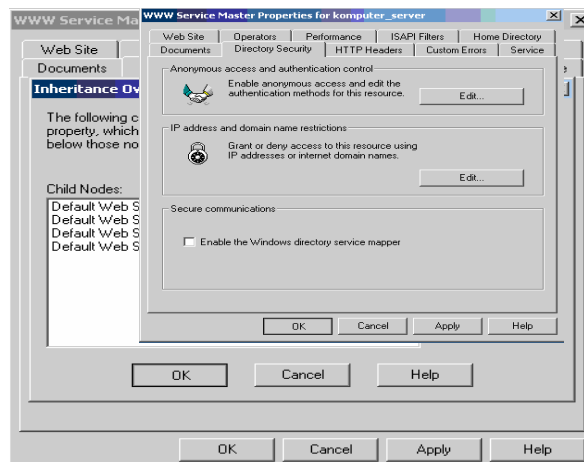 WWW Service Ma
Web Site
Documents
Inheritance Ov
The following c
property, which
below those no
Child Nodes:
Default Web S
Default Web S
Default Web S
Default Web S
OK Cancel Help
OK Cancel Apply Help
WWW Service Master Properties for komputer_server
Web Site Operators Performance ISAPI Filters Home Directory
Documents Directory Security HTTP Headers Custom Errors Service
Anonymous access and authentication control
Enable anonymous access and edit the
authentication methods for this resource.
Edit...
IP address and domain name restrictions
Grant or deny access to this resource using
IP addresses or internet domain names.
Edit...
Secure communications
Enable the Windows directory service mapper
OK Cancel Apply Help